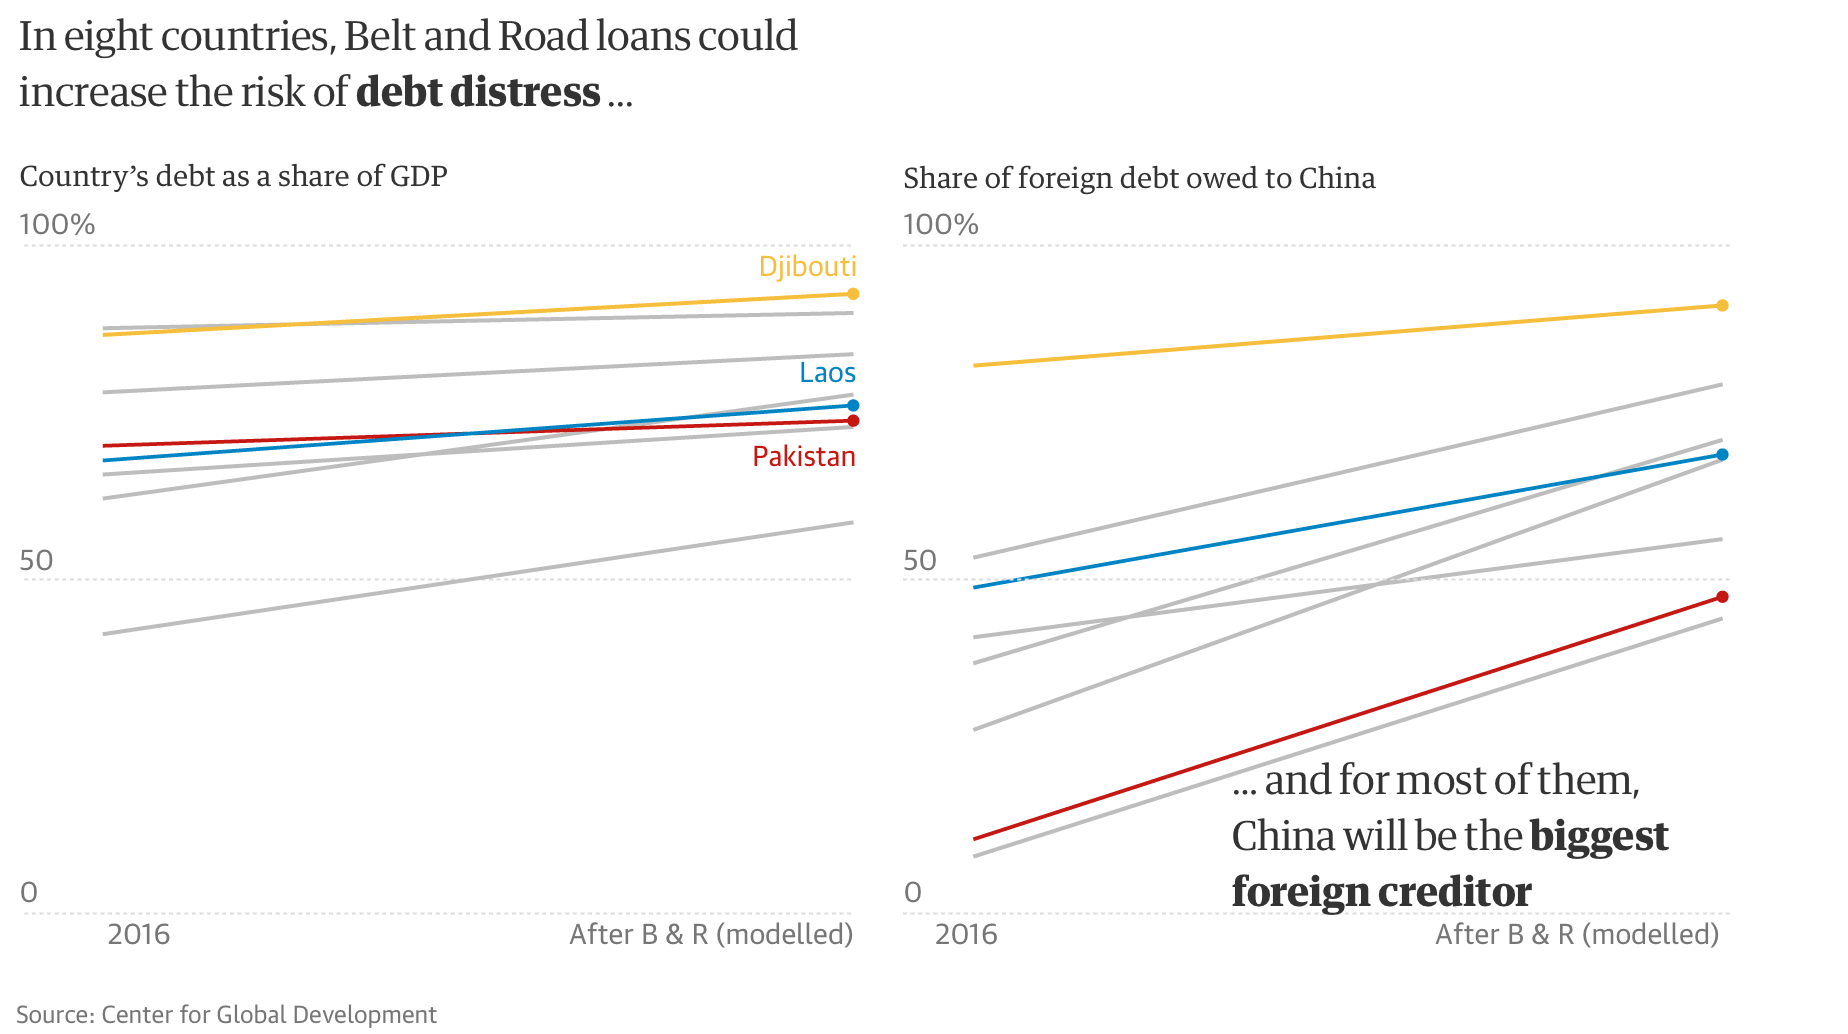 In eight countries, Belt and Road loans could
increase the risk of debt distress ...
Country’s debt as a share of GDP
100%
Djibouti
Laos
Pakistan
50
0
2016
After B & R (modelled)
Share of foreign debt owed to China
100%
50
... and for most of them,
China will be the biggest
foreign creditor
0
2016
After B & R (modelled)
Source: Center for Global Development